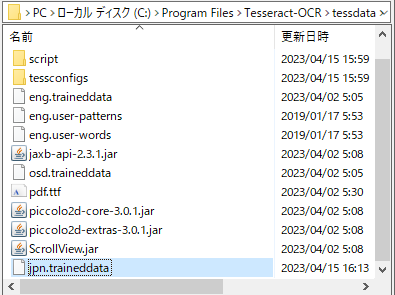 PC › ローカル ディスク (C:) › Program Files › Tesseract-OCR › tessdata
名前 更新日時
script 2023/04/15 15:59
tessconfigs 2023/04/15 15:59
eng.traineddata 2023/04/02 5:05
eng.user-patterns 2019/01/17 5:53
eng.user-words 2019/01/17 5:53
jaxb-api-2.3.1.jar 2023/04/02 5:08
osd.traineddata 2023/04/02 5:05
pdf.ttf 2023/04/02 5:30
piccolo2d-core-3.0.1.jar 2023/04/02 5:08
piccolo2d-extras-3.0.1.jar 2023/04/02 5:08
ScrollView.jar 2023/04/02 5:08
jpn.traineddata 2023/04/15 16:13